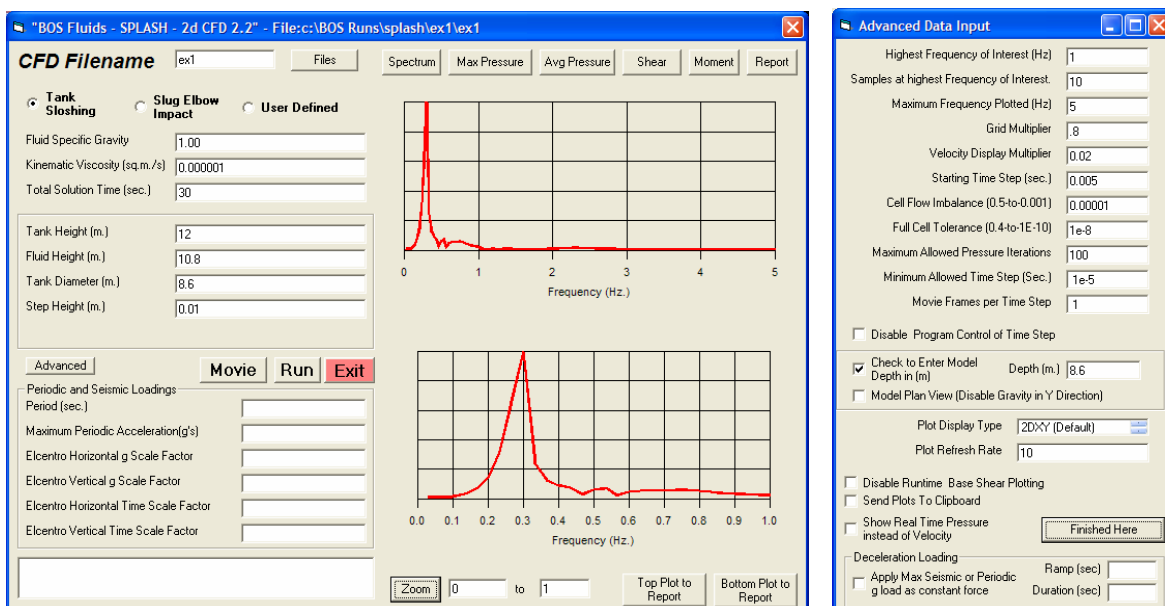 "BOS Fluids - SPLASH - 2d CFD 2.2" - File:c:\BOS Runs\splash\ex1\ex1
CFD Filename ex1 Files
Tank Sloshing Slug Elbow Impact User Defined
Fluid Specific Gravity 1.00
Kinematic Viscosity (sq.m./s) 0.000001
Total Solution Time (sec.) 30
Tank Height (m.) 12
Fluid Height (m.) 10.8
Tank Diameter (m.) 8.6
Step Height (m.) 0.01
Advanced Movie Run Exit
Periodic and Seismic Loadings
Period (sec.)
Maximum Periodic Acceleration(g's)
Elcentro Horizontal g Scale Factor
Elcentro Vertical g Scale Factor
Elcentro Horizontal Time Scale Factor
Elcentro Vertical Time Scale Factor
Spectrum Max Pressure Avg Pressure Shear Moment Report
0 1 2 3 4 5
Frequency (Hz.)
0.0 0.1 0.2 0.3 0.4 0.5 0.6 0.7 0.8 0.9 1.0
Frequency (Hz.)
Zoom 0 to 1 Top Plot to Report Bottom Plot to Report
Advanced Data Input
Highest Frequency of Interest (Hz) 1
Samples at highest Frequency of Interest. 10
Maximum Frequency Plotted (Hz) 5
Grid Multiplier .8
Velocity Display Multiplier 0.02
Starting Time Step (sec.) 0.005
Cell Flow Imbalance (0.5-to-0.001) 0.00001
Full Cell Tolerance (0.4-to-1E-10) 1e-8
Maximum Allowed Pressure Iterations 100
Minimum Allowed Time Step (Sec.) 1e-5
Movie Frames per Time Step 1
Disable Program Control of Time Step
Check to Enter Model Depth in (m) Depth (m.) 8.6
Model Plan View (Disable Gravity in Y Direction)
Plot Display Type 2DXY (Default)
Plot Refresh Rate 10
Disable Runtime Base Shear Plotting
Send Plots To Clipboard
Show Real Time Pressure instead of Velocity Finished Here
Deceleration Loading
Apply Max Seismic or Periodic g load as constant force
Ramp (sec)
Duration (sec)